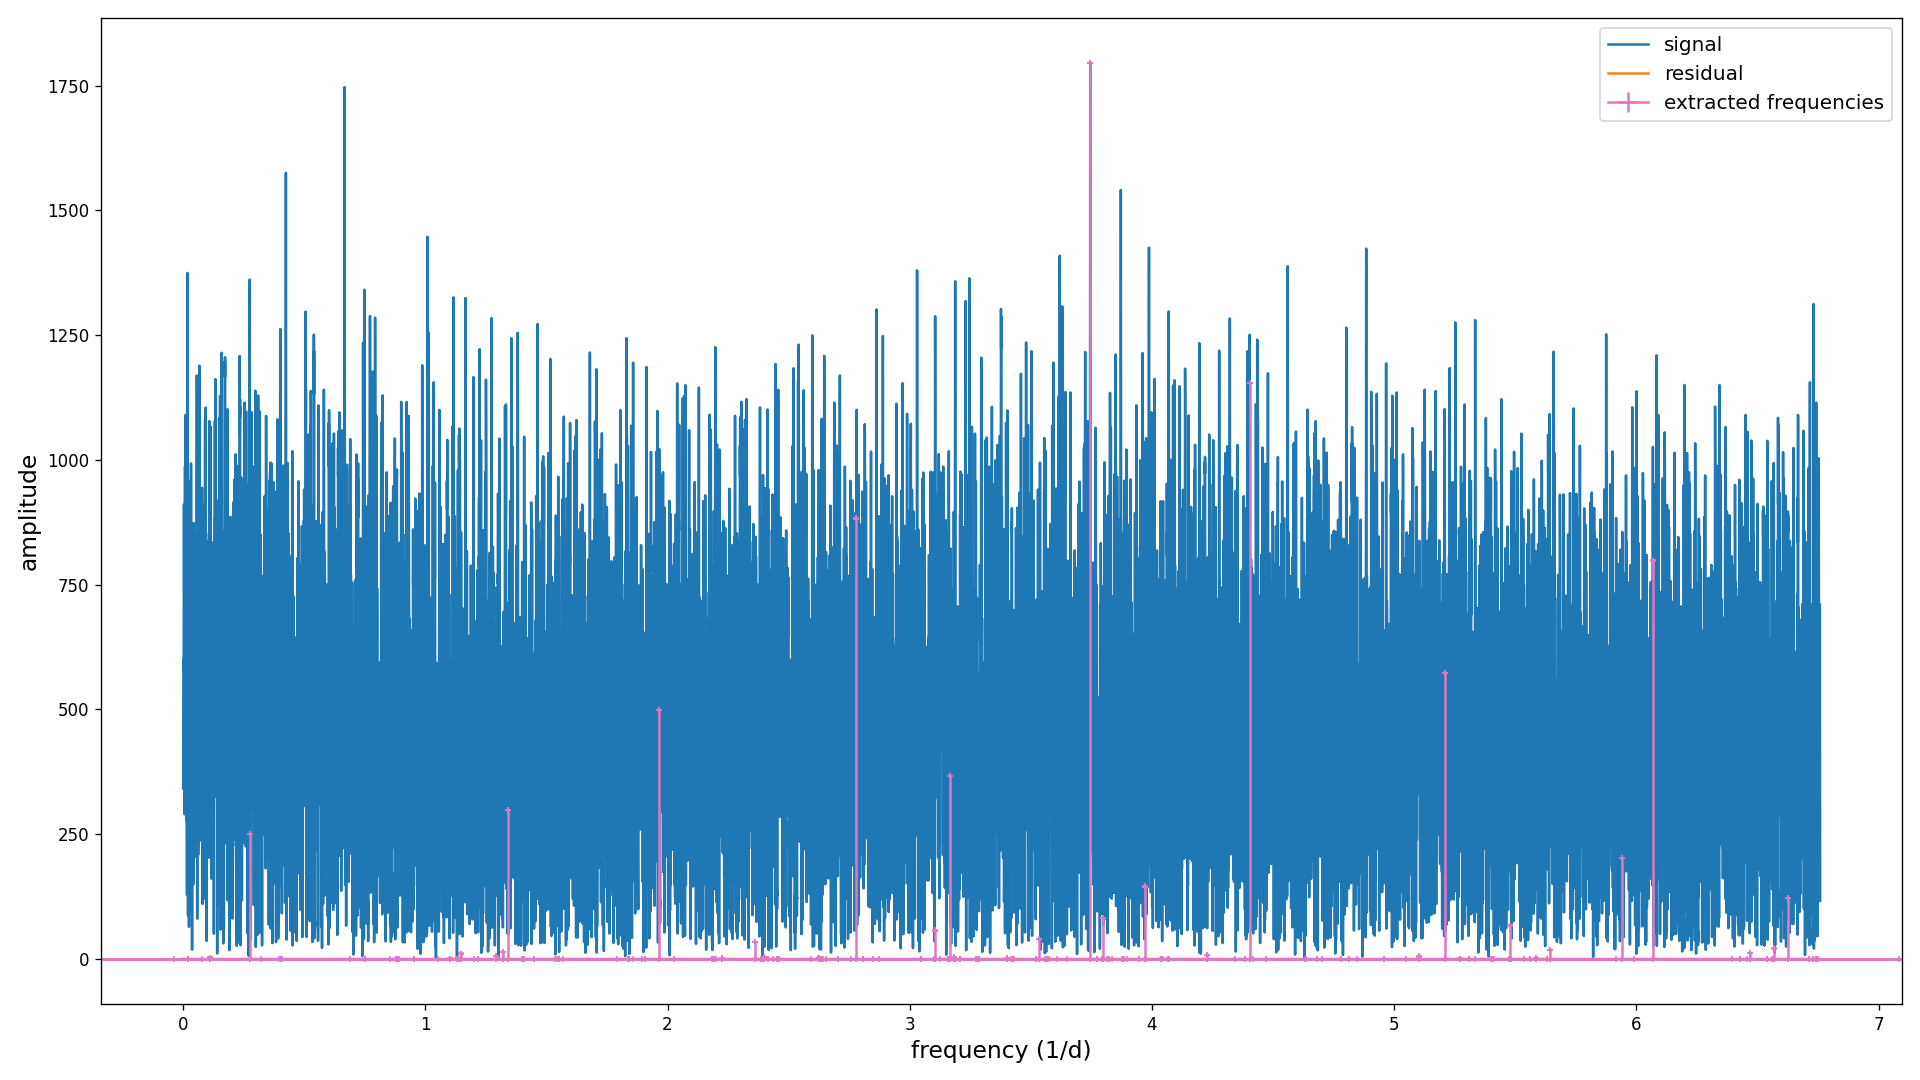 signal
residual
extracted frequencies
amplitude
1750
1500
1250
1000
750
500
250
0
0 1 2 3 4 5 6 7
frequency (1/d)